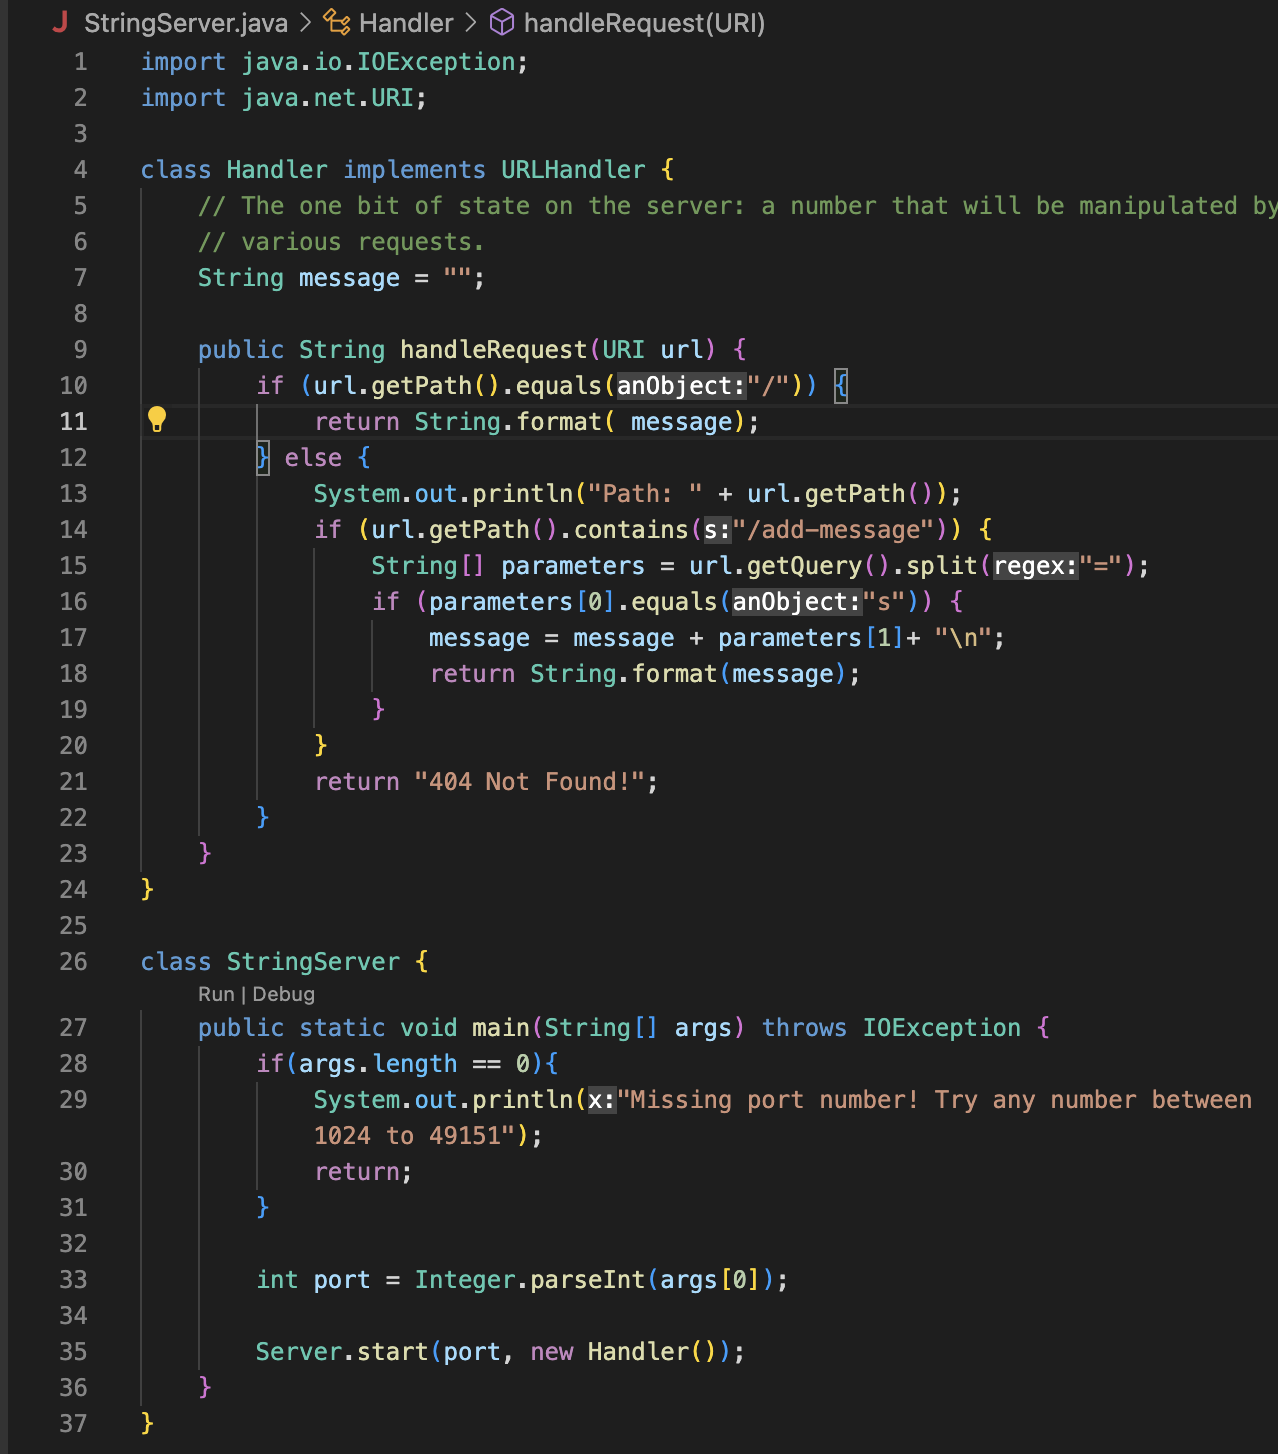 StringServer.java > Handler > handleRequest(URI)
1 import java.io.IOException;
2 import java.net.URI;
3
4 class Handler implements URLHandler {
5 // The one bit of state on the server: a number that will be manipulated by
6 // various requests.
7 String message = "";
8
9 public String handleRequest(URI url) {
10 if (url.getPath().equals(anObject:"/")) {
11 return String.format( message);
12 } else {
13 System.out.println("Path: " + url.getPath());
14 if (url.getPath().contains(s:"/add-message")) {
15 String[] parameters = url.getQuery().split(regex:"=");
16 if (parameters[0].equals(anObject:"s")) {
17 message = message + parameters[1]+ "\n";
18 return String.format(message);
19 }
20 }
21 return "404 Not Found!";
22 }
23 }
24 }
25
26 class StringServer {
Run | Debug
27 public static void main(String[] args) throws IOException {
28 if(args.length == 0){
29 System.out.println(x:"Missing port number! Try any number between
1024 to 49151");
30 return;
31 }
32
33 int port = Integer.parseInt(args[0]);
34
35 Server.start(port, new Handler());
36 }
37 }